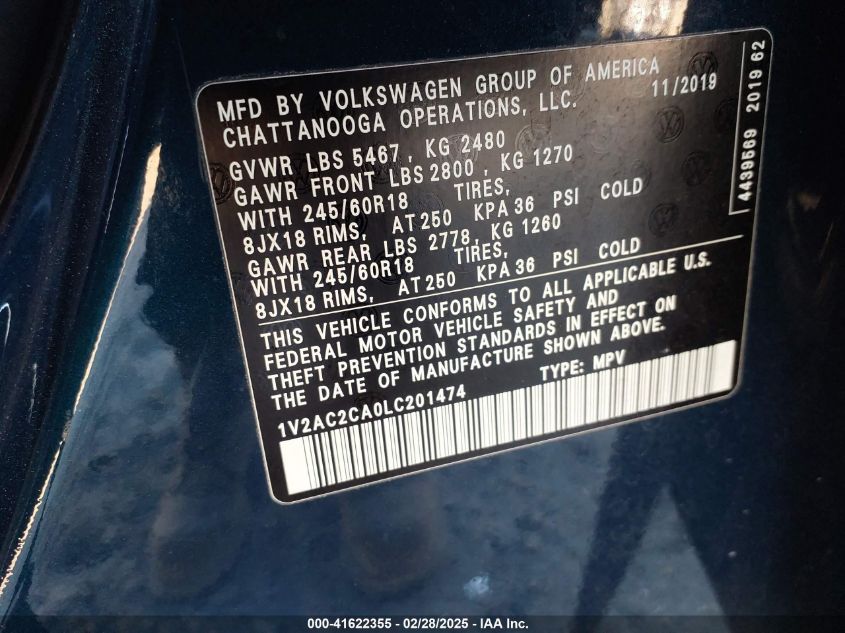 MFD BY VOLKSWAGEN GROUP OF AMERICA
CHATTANOOGA OPERATIONS, LLC. 11/2019
GVWR LBS 5467, KG 2480
GAWR FRONT LBS 2800, KG 1270
WITH 245/60R18 TIRES,
8JX18 RIMS, AT 250 KPA 36 PSI COLD
GAWR REAR LBS 2778, KG 1260
WITH 245/60R18 TIRES,
8JX18 RIMS, AT 250 KPA 36 PSI COLD
THIS VEHICLE CONFORMS TO ALL APPLICABLE U.S.
FEDERAL MOTOR VEHICLE SAFETY AND
THEFT PREVENTION STANDARDS IN EFFECT ON
THE DATE OF MANUFACTURE SHOWN ABOVE.
1V2AC2CA0LC201474 TYPE: MPV
4439569 2019 62
000-41622355 - 02/28/2025 - IAA Inc.